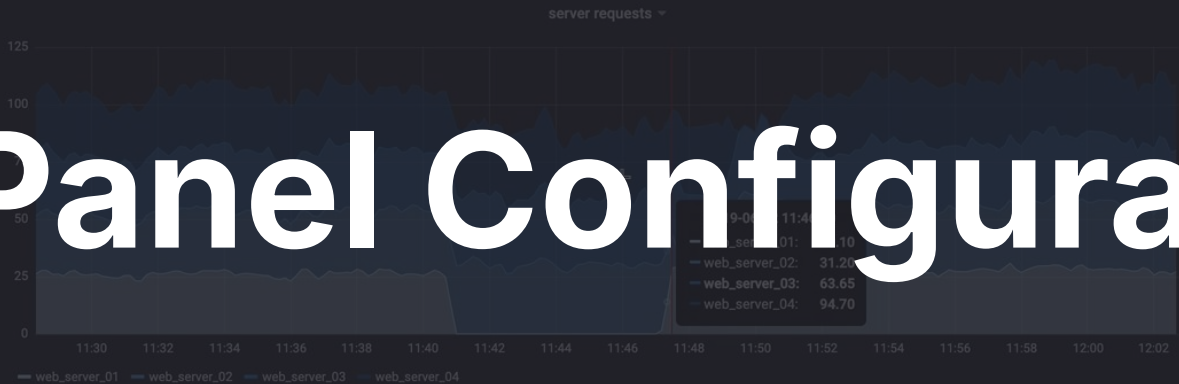 server requests
125
100
Panel Configura
50
25
0
web_server_02: 31.20
web_server_03: 63.65
web_server_04: 94.70
11:30 11:32 11:34 11:36 11:38 11:40 11:42 11:44 11:46 11:48 11:50 11:52 11:54 11:56 11:58 12:00 12:02
web_server_01 web_server_02 web_server_03 web_server_04